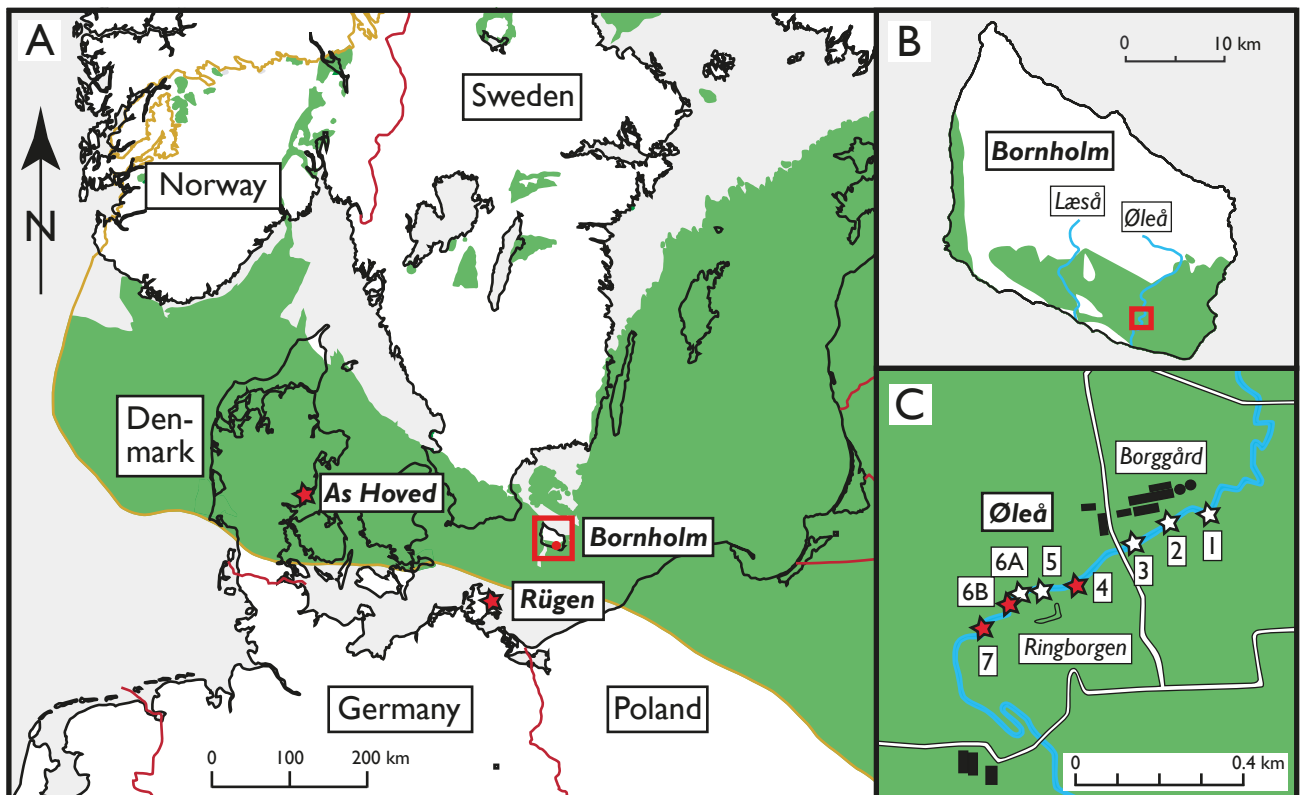 A
Sweden
Norway
N
Den-
mark
As Hoved
Bornholm
Rügen
Germany
Poland
0 100 200 km
B
0 10 km
Bornholm
Læså
Øleå
C
Borggård
Øleå
1
2
3
4
5
6A
6B
7
Ringborgen
0 0.4 km